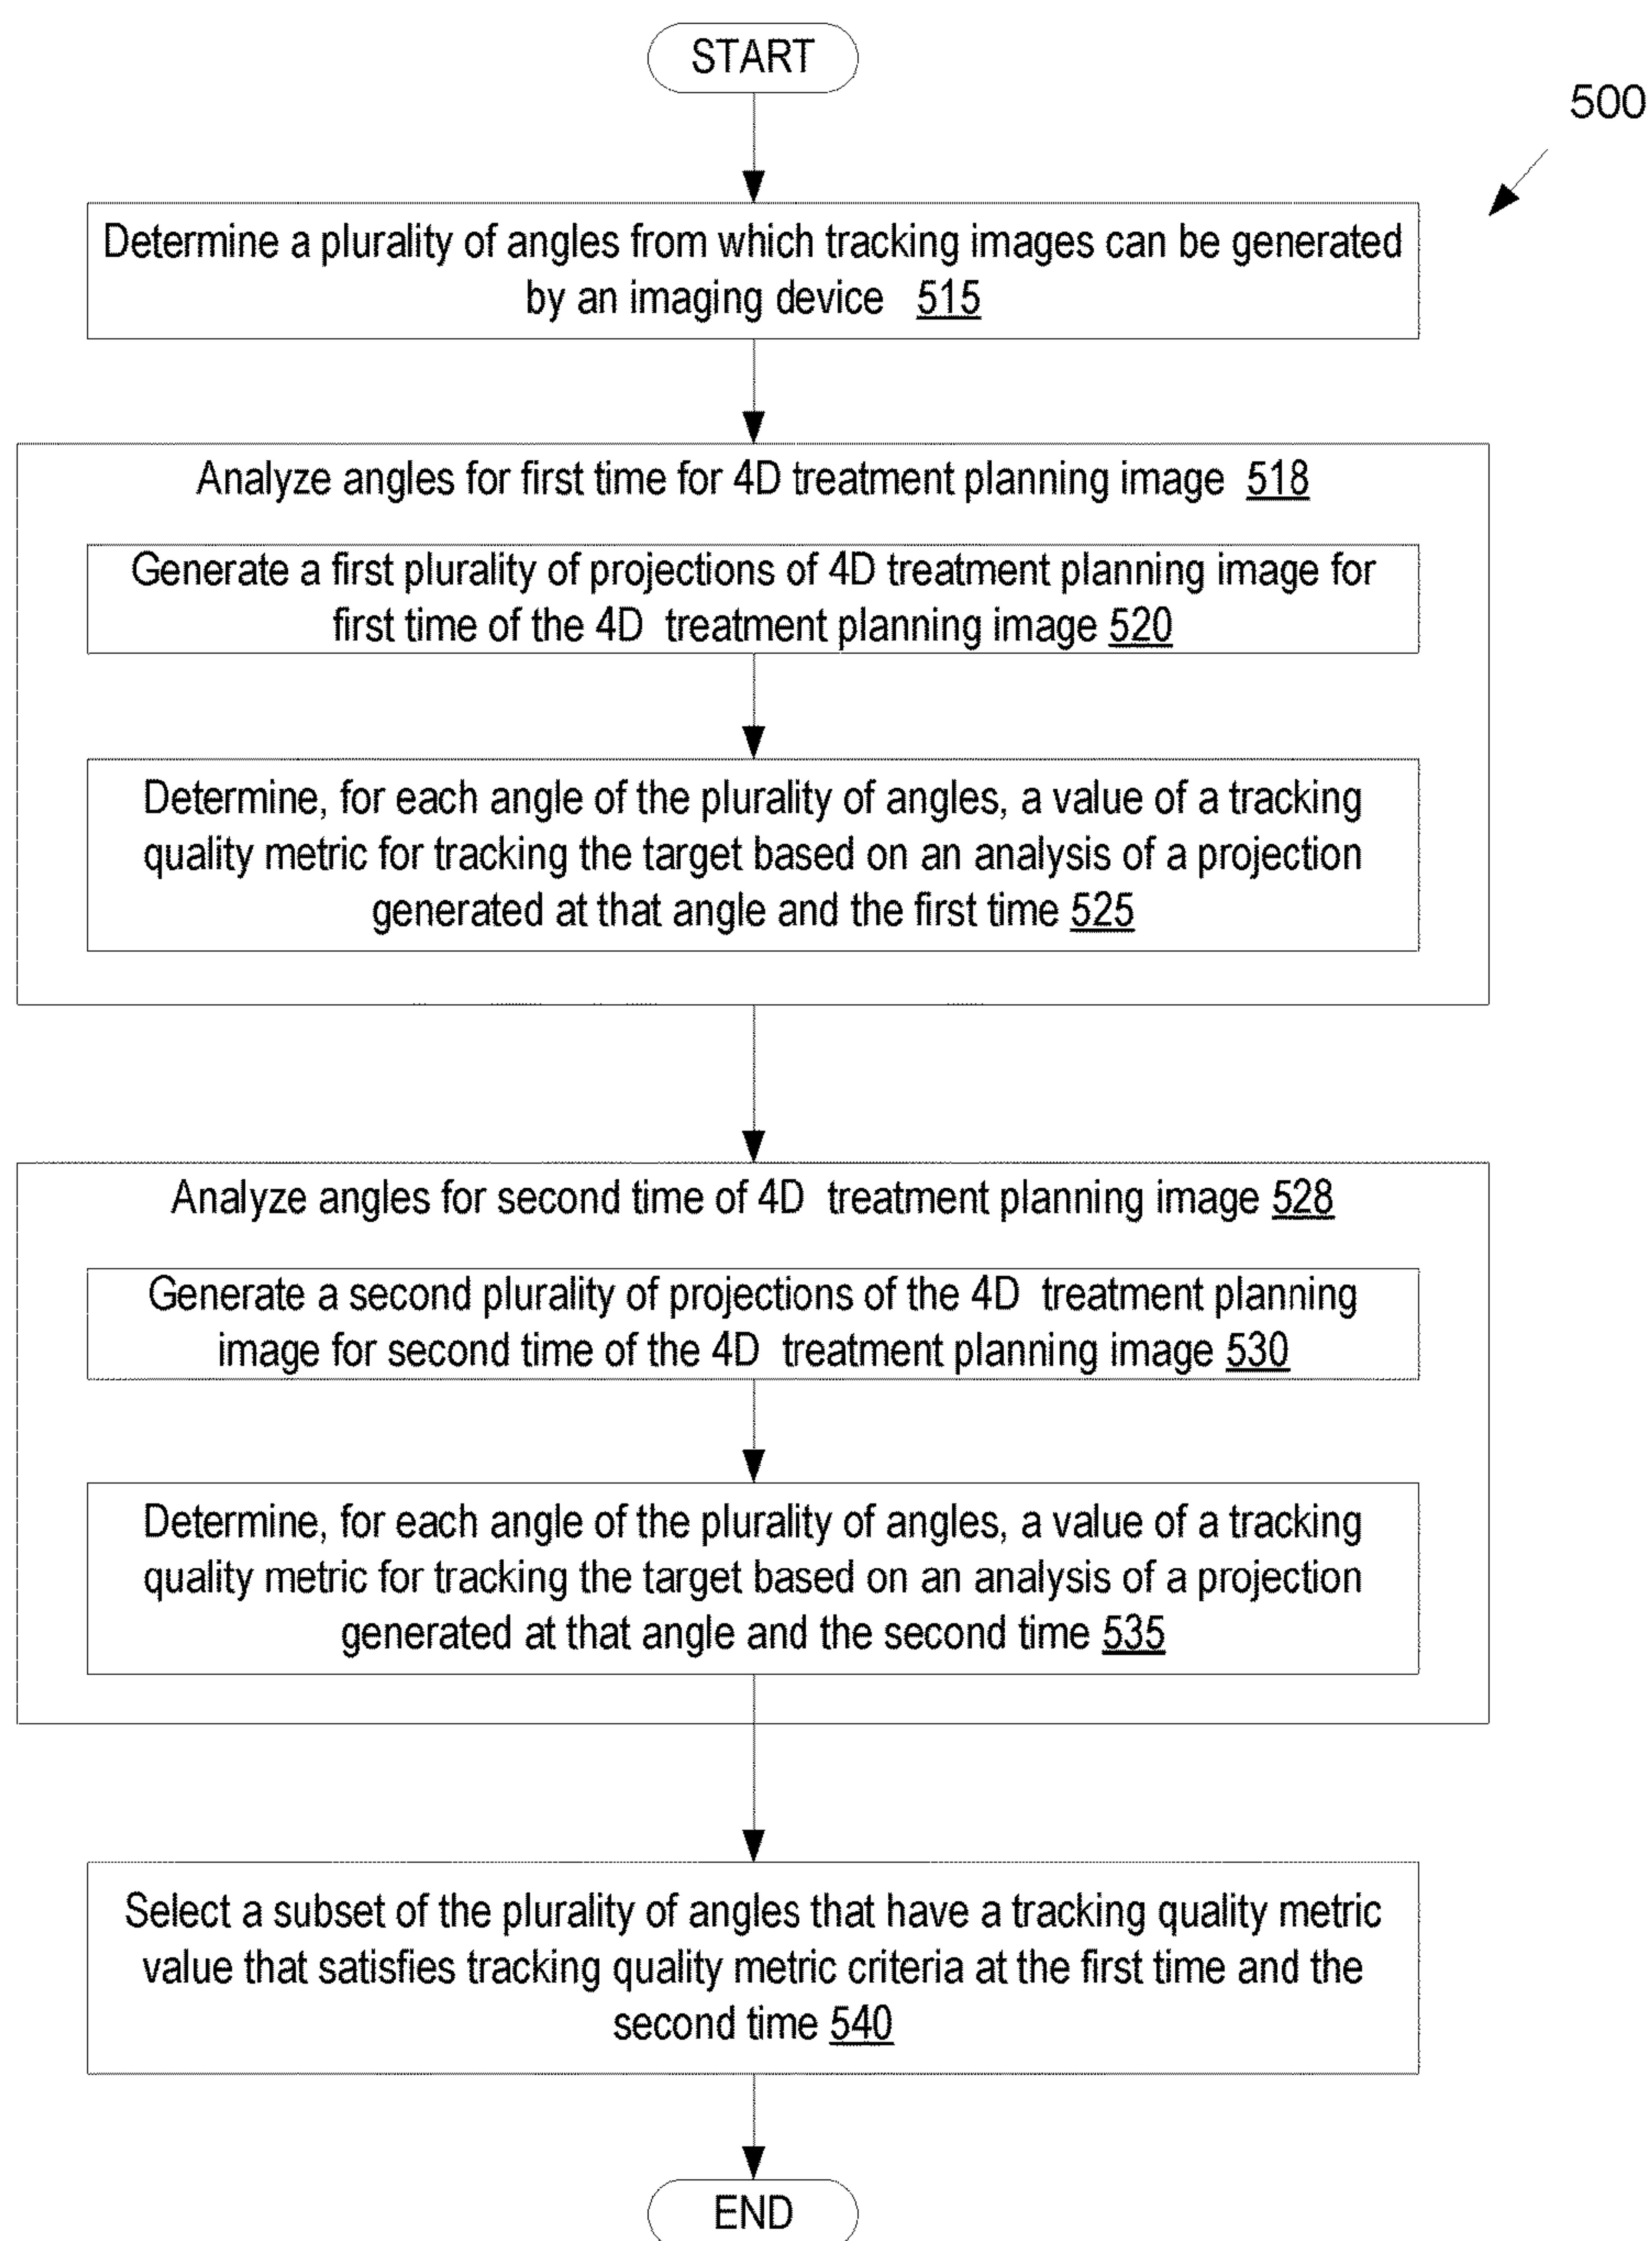 START
500
Determine a plurality of angles from which tracking images can be generated
by an imaging device 515
Analyze angles for first time for 4D treatment planning image 518
Generate a first plurality of projections of 4D treatment planning image for
first time of the 4D treatment planning image 520
Determine, for each angle of the plurality of angles, a value of a tracking
quality metric for tracking the target based on an analysis of a projection
generated at that angle and the first time 525
Analyze angles for second time of 4D treatment planning image 528
Generate a second plurality of projections of the 4D treatment planning
image for second time of the 4D treatment planning image 530
Determine, for each angle of the plurality of angles, a value of a tracking
quality metric for tracking the target based on an analysis of a projection
generated at that angle and the second time 535
Select a subset of the plurality of angles that have a tracking quality metric
value that satisfies tracking quality metric criteria at the first time and the
second time 540
END